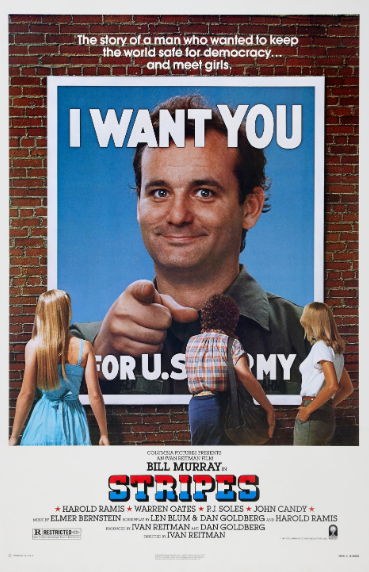 The story of a man who wanted to keep
the world safe for democracy...
and meet girls.
I WANT YOU
FOR U.S. ARMY
COLUMBIA PICTURES PRESENTS
AN IVAN REITMAN FILM
BILL MURRAY IN
STRIPES
★ HAROLD RAMIS ★ WARREN OATES ★ P.J. SOLES ★ JOHN CANDY ★
MUSIC BY ELMER BERNSTEIN SCREENPLAY BY LEN BLUM & DAN GOLDBERG AND HAROLD RAMIS
R RESTRICTED
PRODUCED BY IVAN REITMAN AND DAN GOLDBERG
DIRECTED BY IVAN REITMAN